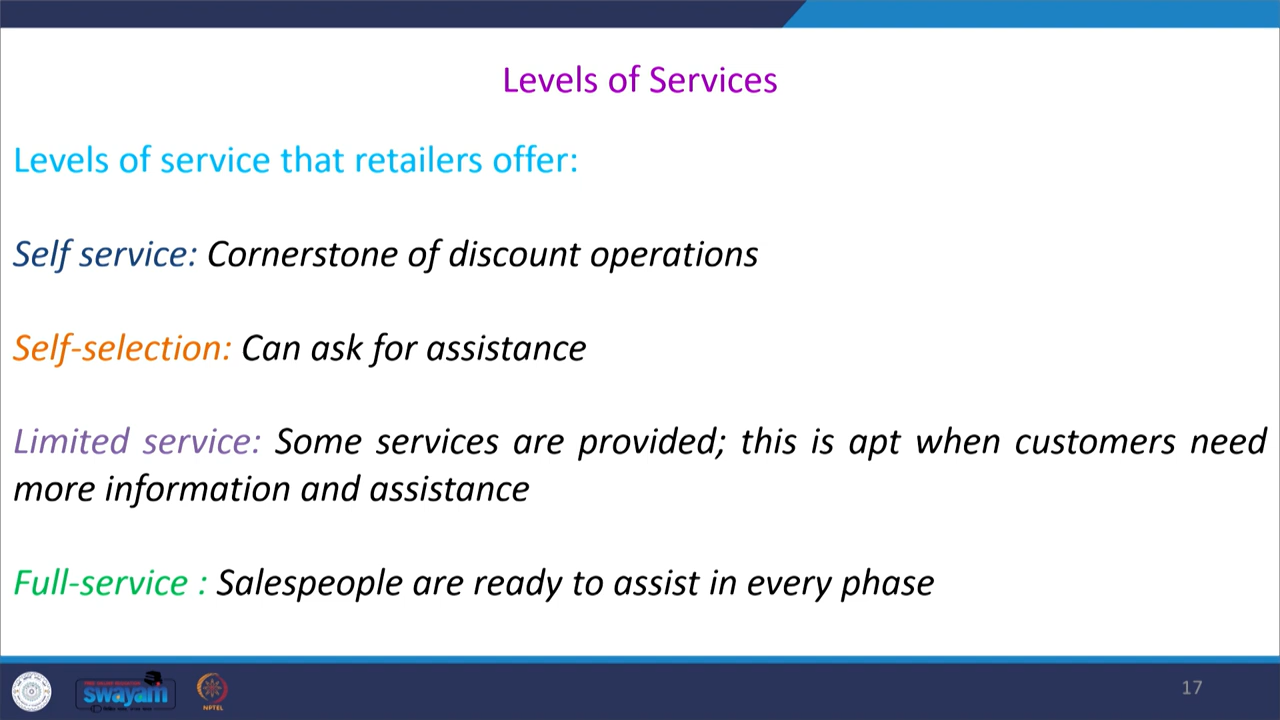 Levels of Services
Levels of service that retailers offer:
Self service: Cornerstone of discount operations
Self-selection: Can ask for assistance
Limited service: Some services are provided; this is apt when customers need
more information and assistance
Full-service : Salespeople are ready to assist in every phase
swayam
NPTEL
17